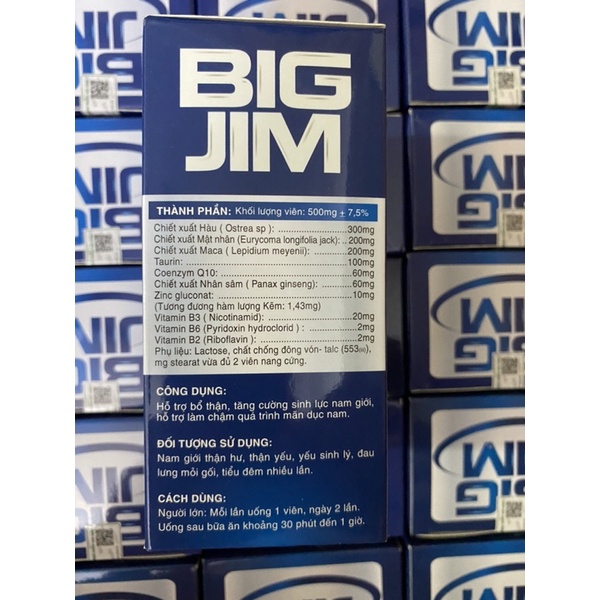 BIG
JIM
THÀNH PHẦN: Khối lượng viên: 500mg ± 7,5%
Chiết xuất Hàu ( Ostrea sp ): 300mg
Chiết xuất Mật nhân (Eurycoma longifolia jack): .. 200mg
Chiết xuất Maca ( Lepidium meyenii): 200mg
Taurin: 100mg
Coenzym Q10: 60mg
Chiết xuất Nhân sâm ( Panax ginseng): 60mg
Zinc gluconat: 10mg
(Tương đương hàm lượng Kẽm: 1,43mg)
Vitamin B3 ( Nicotinamid): 20mg
Vitamin B6 (Pyridoxin hydroclorid ) : 2mg
Vitamin B2 (Riboflavin ) : 2mg
Phụ liệu: Lactose, chất chống đông vón- talc (553(iii)),
mg stearat vừa đủ 2 viên nang cứng.
CÔNG DỤNG:
Hỗ trợ bổ thận, tăng cường sinh lực nam giới,
hỗ trợ làm chậm quá trình mãn dục nam.
ĐỐI TƯỢNG SỬ DỤNG:
Nam giới thận hư, thận yếu, yếu sinh lý, đau
lưng mỏi gối, tiểu đêm nhiều lần.
CÁCH DÙNG:
Người lớn: Mỗi lần uống 1 viên, ngày 2 lần.
Uống sau bữa ăn khoảng 30 phút đến 1 giờ.